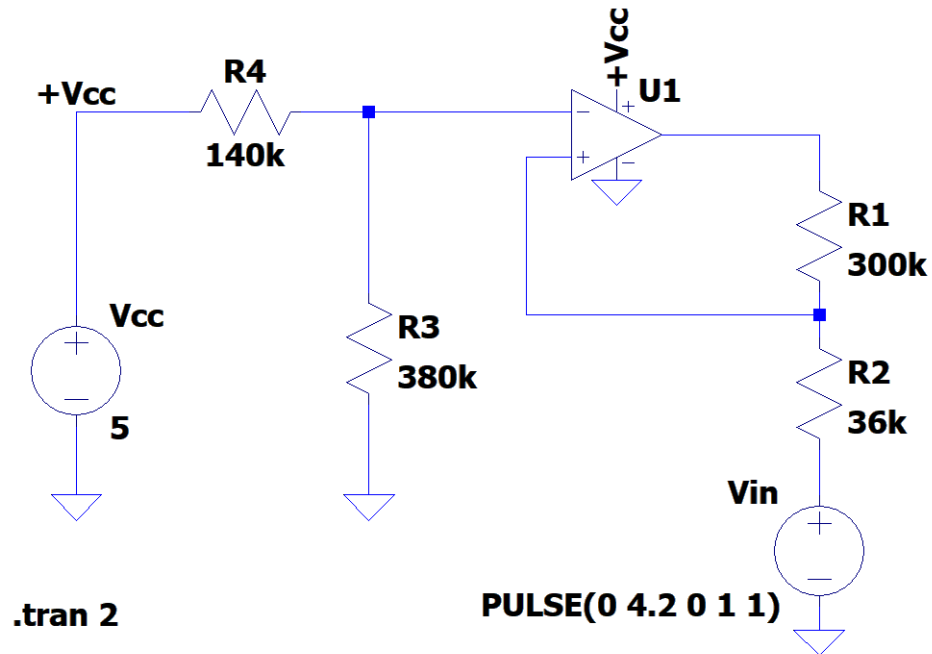 +Vcc
R4
140k
+Vcc
U1
R1
300k
Vcc
5
R3
380k
R2
36k
Vin
PULSE(0 4.2 0 1 1)
.tran 2